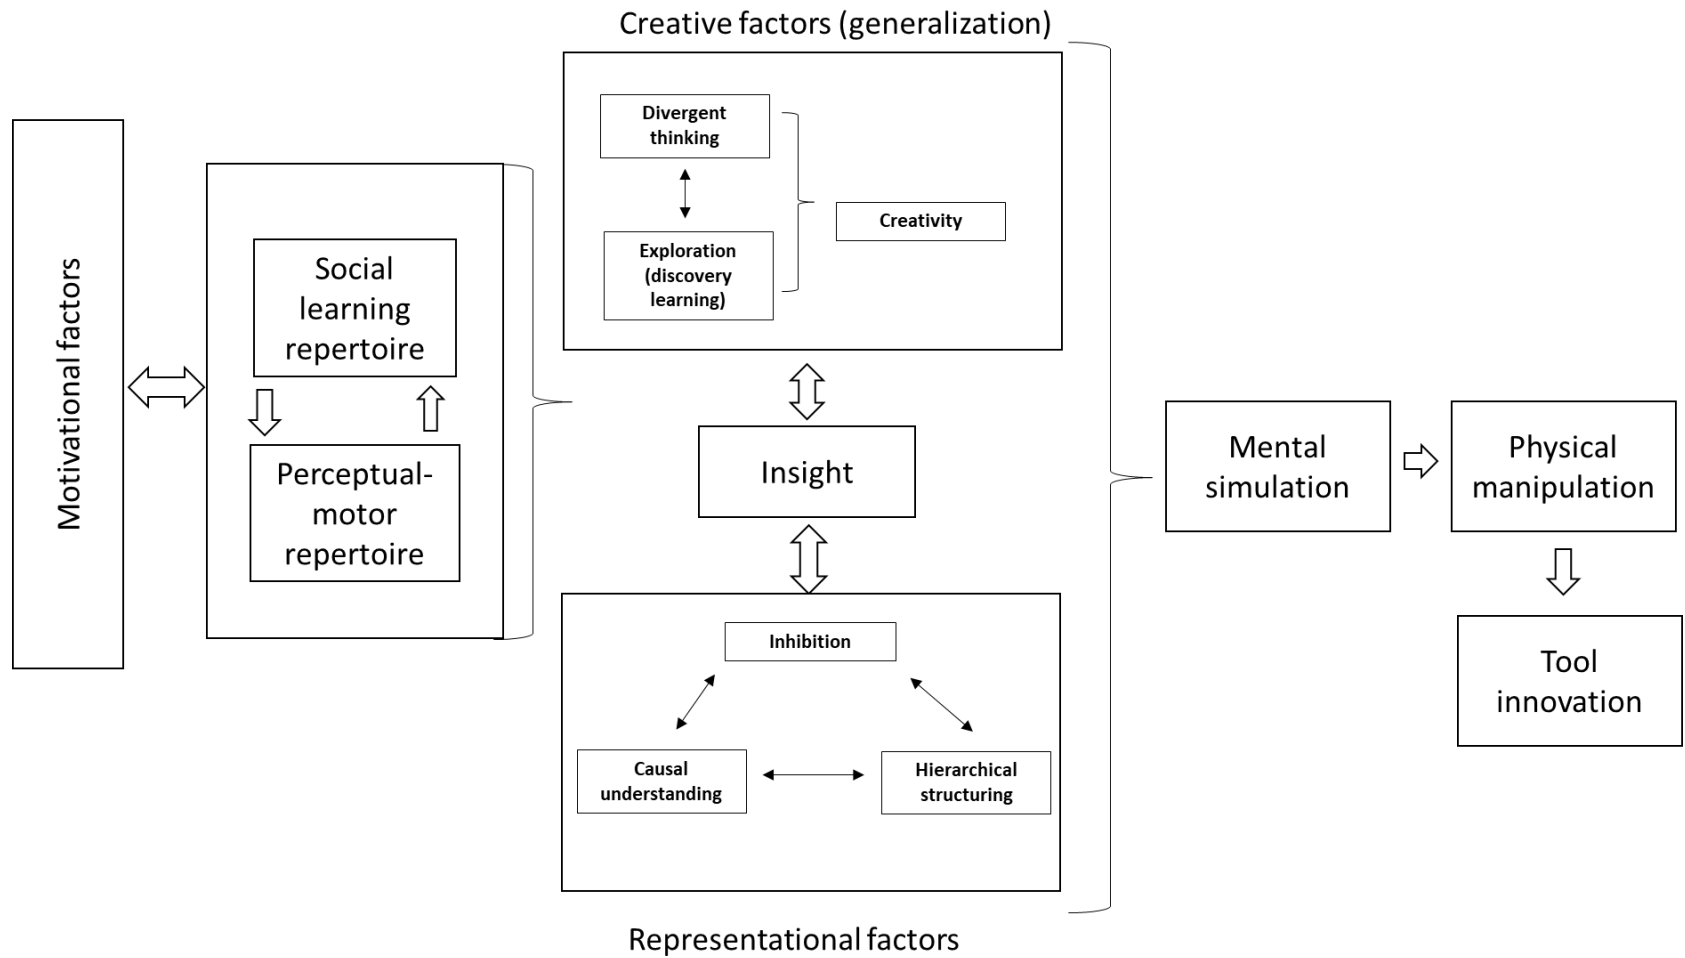 Creative factors (generalization)
Motivational factors
Social
learning
repertoire
Perceptual-
motor
repertoire
Divergent
thinking
Exploration
(discovery
learning)
Creativity
Insight
Inhibition
Causal
understanding
Hierarchical
structuring
Representational factors
Mental
simulation
Physical
manipulation
Tool
innovation